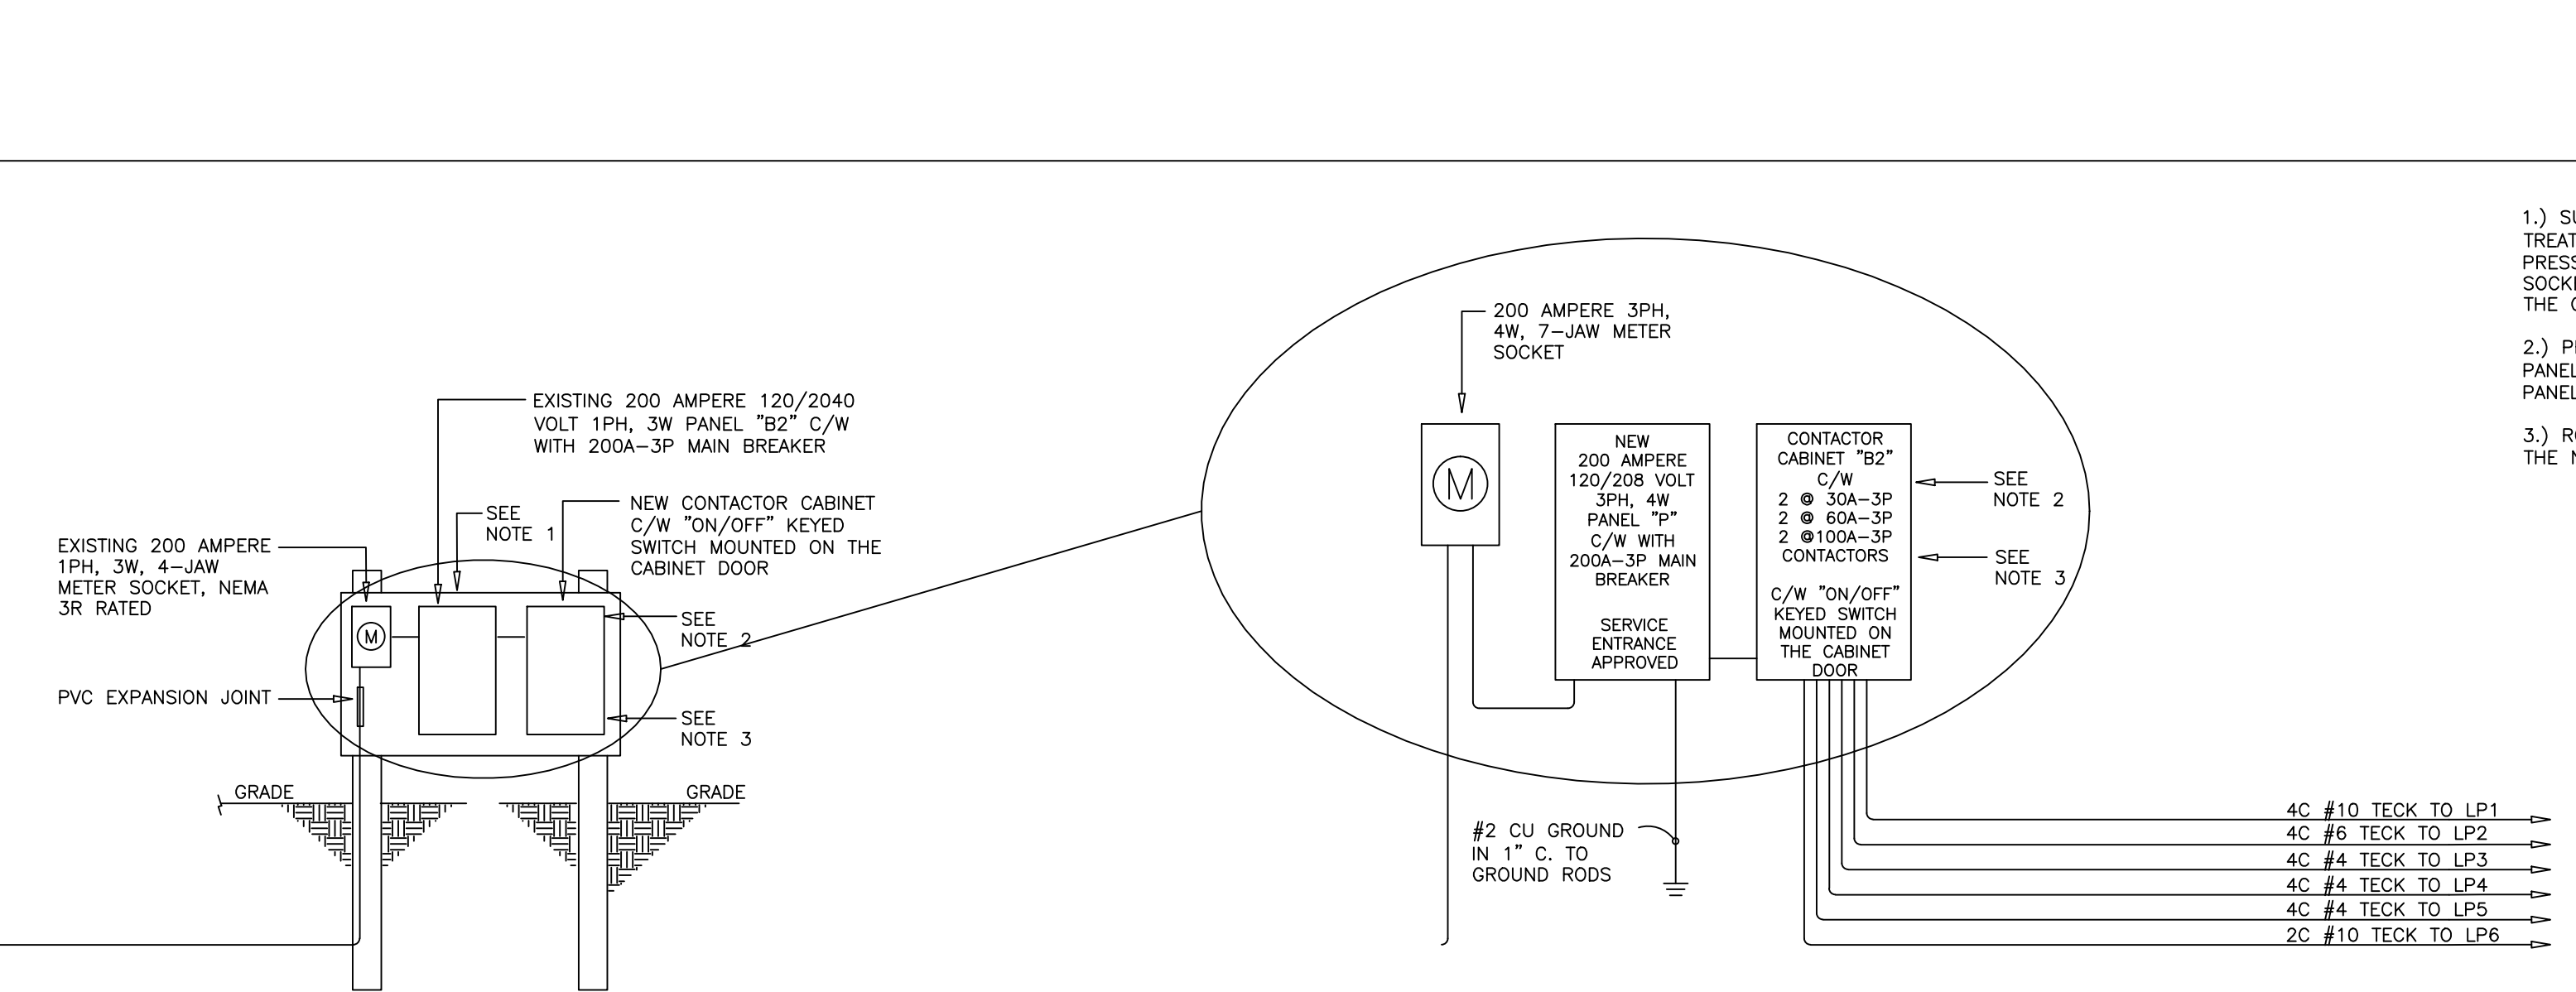 EXISTING 200 AMPERE 120/2040
VOLT 1PH, 3W PANEL "B2" C/W
WITH 200A-3P MAIN BREAKER
SEE
NOTE 1
NEW CONTACTOR CABINET
C/W "ON/OFF" KEYED
SWITCH MOUNTED ON THE
CABINET DOOR
EXISTING 200 AMPERE
1PH, 3W, 4-JAW
METER SOCKET, NEMA
3R RATED
M
SEE
NOTE 2
PVC EXPANSION JOINT
SEE
NOTE 3
GRADE
GRADE
200 AMPERE 3PH,
4W, 7-JAW METER
SOCKET
M
NEW
200 AMPERE
120/208 VOLT
3PH, 4W
PANEL "P"
C/W WITH
200A-3P MAIN
BREAKER
SERVICE
ENTRANCE
APPROVED
CONTACTOR
CABINET "B2"
C/W
2 @ 30A-3P
2 @ 60A-3P
2 @100A-3P
CONTACTORS
C/W "ON/OFF"
KEYED SWITCH
MOUNTED ON
THE CABINET
DOOR
SEE
NOTE 2
SEE
NOTE 3
#2 CU GROUND
IN 1" C. TO
GROUND RODS
4C #10 TECK TO LP1
4C #6 TECK TO LP2
4C #4 TECK TO LP3
4C #4 TECK TO LP4
4C #4 TECK TO LP5
2C #10 TECK TO LP6
1.)
THE
2.)
PANEL
PANEL
3.)
THE